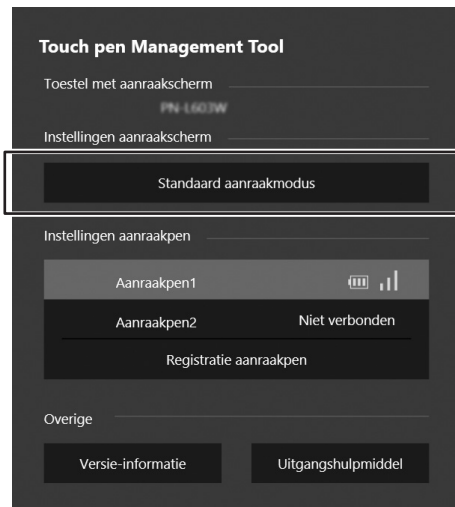 Touch pen Management Tool
Toestel met aanraakscherm
PN-L603W
Instellingen aanraakscherm
Standaard aanraakmodus
Instellingen aanraakpen
Aanraakpen1
Aanraakpen2 Niet verbonden
Registratie aanraakpen
Overige
Versie-informatie Uitgangshulpmiddel